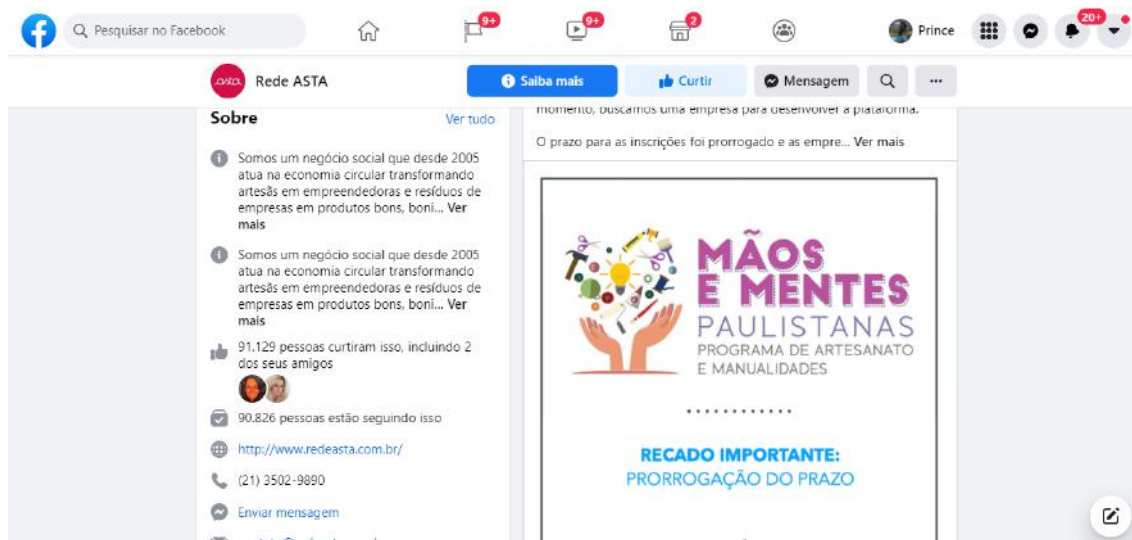 Pesquisar no Facebook
9+
9+
2
Prince
20+
asta
Rede ASTA
Saiba mais
Curtir
Mensagem
Sobre
Ver tudo
Somos um negócio social que desde 2005
atua na economia circular transformando
artesãs em empreendedoras e resíduos de
empresas em produtos bons, boni... Ver
mais
Somos um negócio social que desde 2005
atua na economia circular transformando
artesãs em empreendedoras e resíduos de
empresas em produtos bons, boni... Ver
mais
91.129 pessoas curtiram isso, incluindo 2
dos seus amigos
90.826 pessoas estão seguindo isso
http://www.redeasta.com.br/
(21) 3502-9890
Enviar mensagem
momento, buscamos uma empresa para desenvolver a plataforma.
O prazo para as inscrições foi prorrogado e as empre... Ver mais
MÃOS
E MENTES
PAULISTANAS
PROGRAMA DE ARTESANATO
E MANUALIDADES
RECADO IMPORTANTE:
PRORROGAÇÃO DO PRAZO